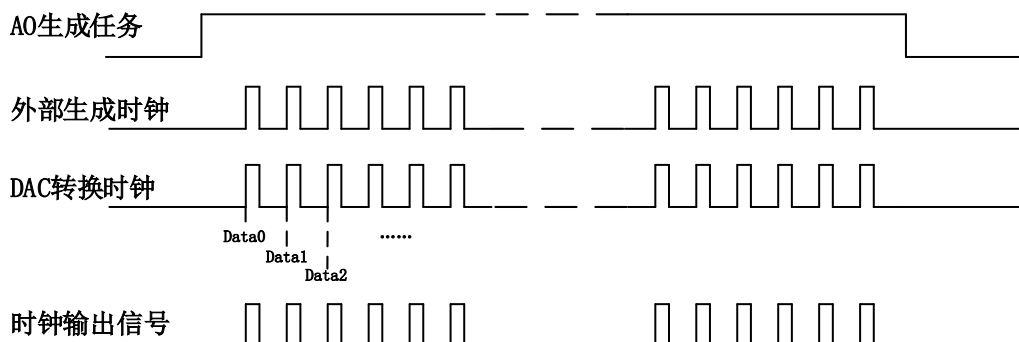 AO生成任务
外部生成时钟
DAC转换时钟
Data0
Data1
Data2
……
时钟输出信号